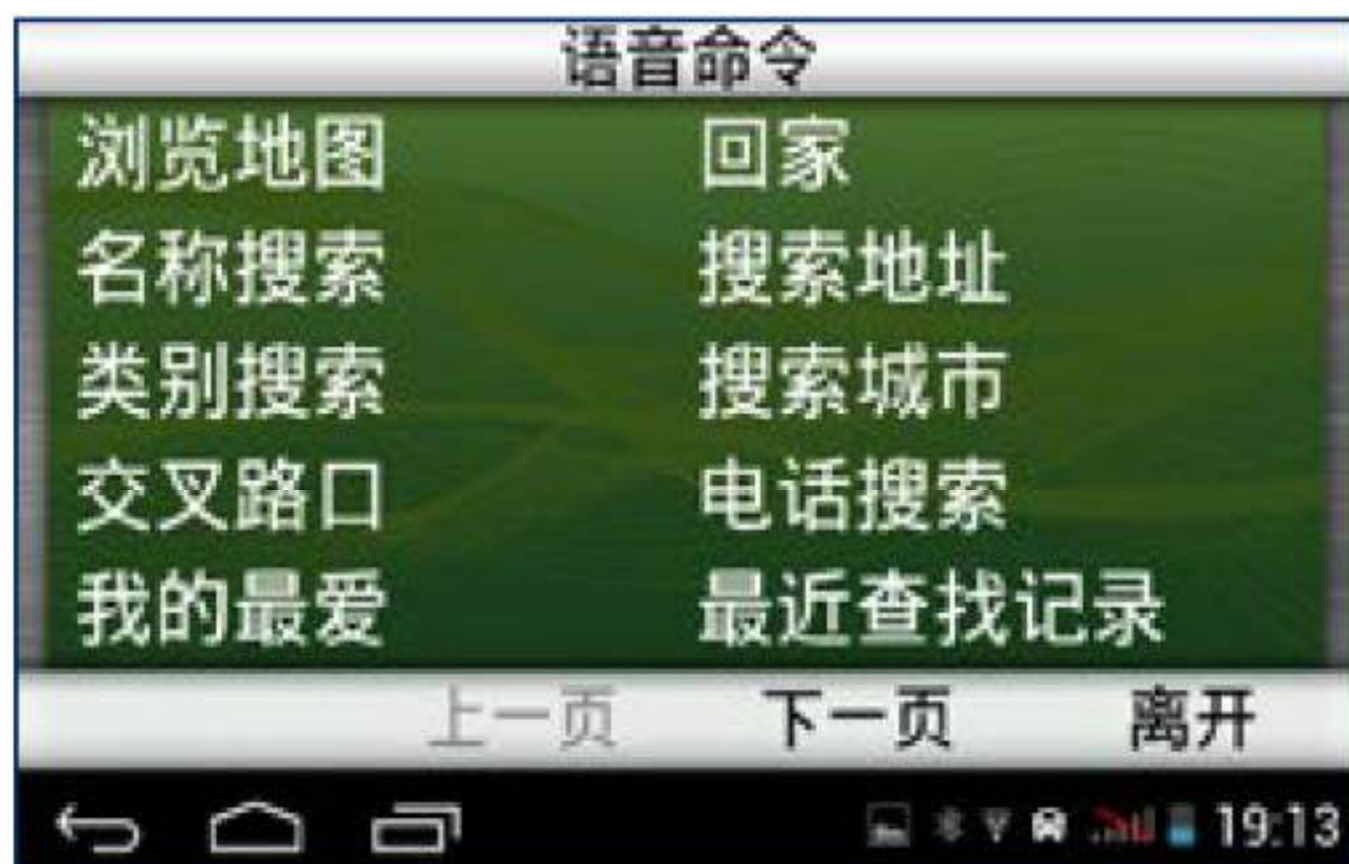 语音命令
浏览地图 回家
名称搜索 搜索地址
类别搜索 搜索城市
交叉路口 电话搜索
我的最爱 最近查找记录
上一页 下一页 离开
19:13